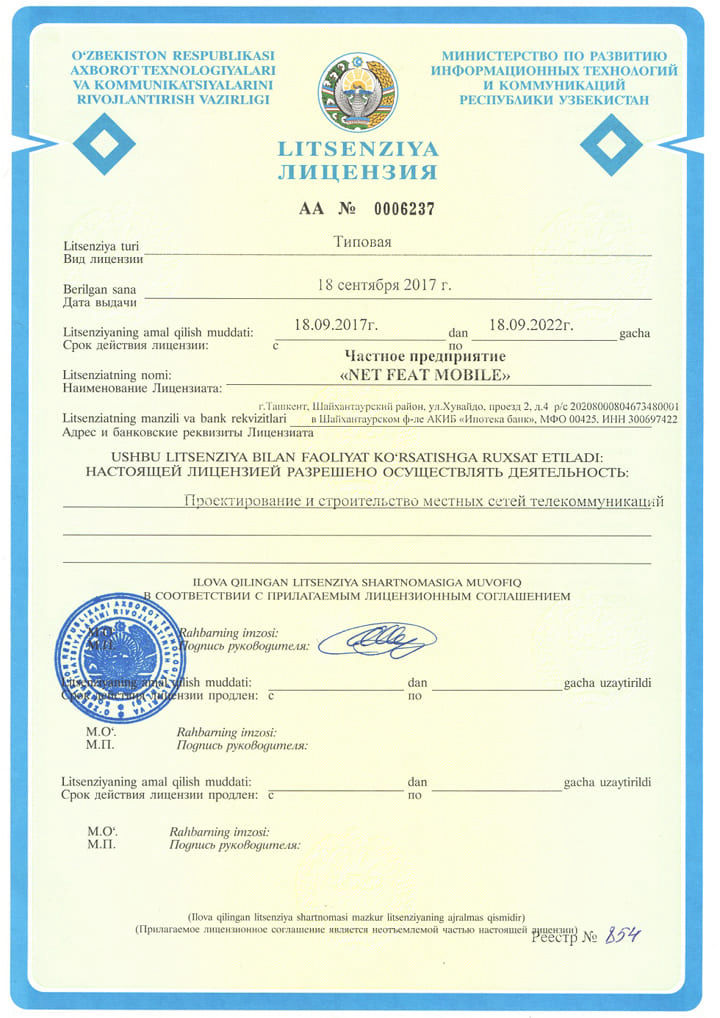 O‘ZBEKISTON RESPUBLIKASI
AXBOROT TEXNOLOGIYALARI
VA KOMMUNIKATSIYALARINI
RIVOJLANTIRISH VAZIRLIGI
МИНИСТЕРСТВО ПО РАЗВИТИЮ
ИНФОРМАЦИОННЫХ ТЕХНОЛОГИЙ
И КОММУНИКАЦИЙ
РЕСПУБЛИКИ УЗБЕКИСТАН
LITSENZIYA
ЛИЦЕНЗИЯ
АА № 0006237
Litsenziya turi
Вид лицензии
Типовая
Berilgan sana
Дата выдачи
18 сентября 2017 г.
Litsenziyaning amal qilish muddati: 18.09.2017г. dan 18.09.2022г. gacha
Срок действия лицензии: с по
Частное предприятие
Litsenziatning nomi: «NET FEAT MOBILE»
Наименование Лицензиата:
г.Ташкент, Шайхантаурский район, ул.Хувайдо, проезд 2, д.4 р/с 20208000804673480001
Litsenziatning manzili va bank rekvizitlari в Шайхантаурском ф-ле АКИБ «Ипотека банк», МФО 00425. ИНН 300697422
Адрес и банковские реквизиты Лицензиата
USHBU LITSENZIYA BILAN FAOLIYAT KO‘RSATISHGA RUXSAT ETILADI:
НАСТОЯЩЕЙ ЛИЦЕНЗИЕЙ РАЗРЕШЕНО ОСУЩЕСТВЛЯТЬ ДЕЯТЕЛЬНОСТЬ:
Проектирование и строительство местных сетей телекоммуникаций
ILOVA QILINGAN LITSENZIYA SHARTNOMASIGA MUVOFIQ
В СООТВЕТСТВИИ С ПРИЛАГАЕМЫМ ЛИЦЕНЗИОННЫМ СОГЛАШЕНИЕМ
М.O‘. Rahbarning imzosi:
М.П. Подпись руководителя:
Litsenziyaning amal qilish muddati: dan gacha uzaytirildi
Срок действия лицензии продлен: с по
М.O‘. Rahbarning imzosi:
М.П. Подпись руководителя:
Litsenziyaning amal qilish muddati: dan gacha uzaytirildi
Срок действия лицензии продлен: с по
М.O‘. Rahbarning imzosi:
М.П. Подпись руководителя:
(Ilova qilingan litsenziya shartnomasi mazkur litsenziyaning ajralmas qismidir)
(Прилагаемое лицензионное соглашение является неотъемлемой частью настоящей лицензии)
Реестр № 854